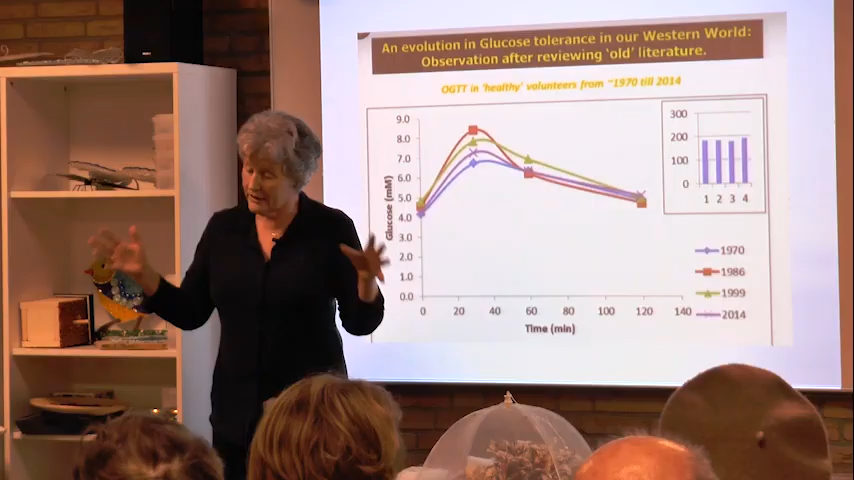 An evolution in Glucose tolerance in our Western World:
Observation after reviewing 'old' literature.
OGTT in 'healthy' volunteers from ~1970 till 2014
9.0
8.0
7.0
6.0
5.0
4.0
3.0
2.0
1.0
0.0
Glucose (mM)
0 20 40 60 80 100 120 140
Time (min)
300
200
100
0
1 2 3 4
1970
1986
1999
2014